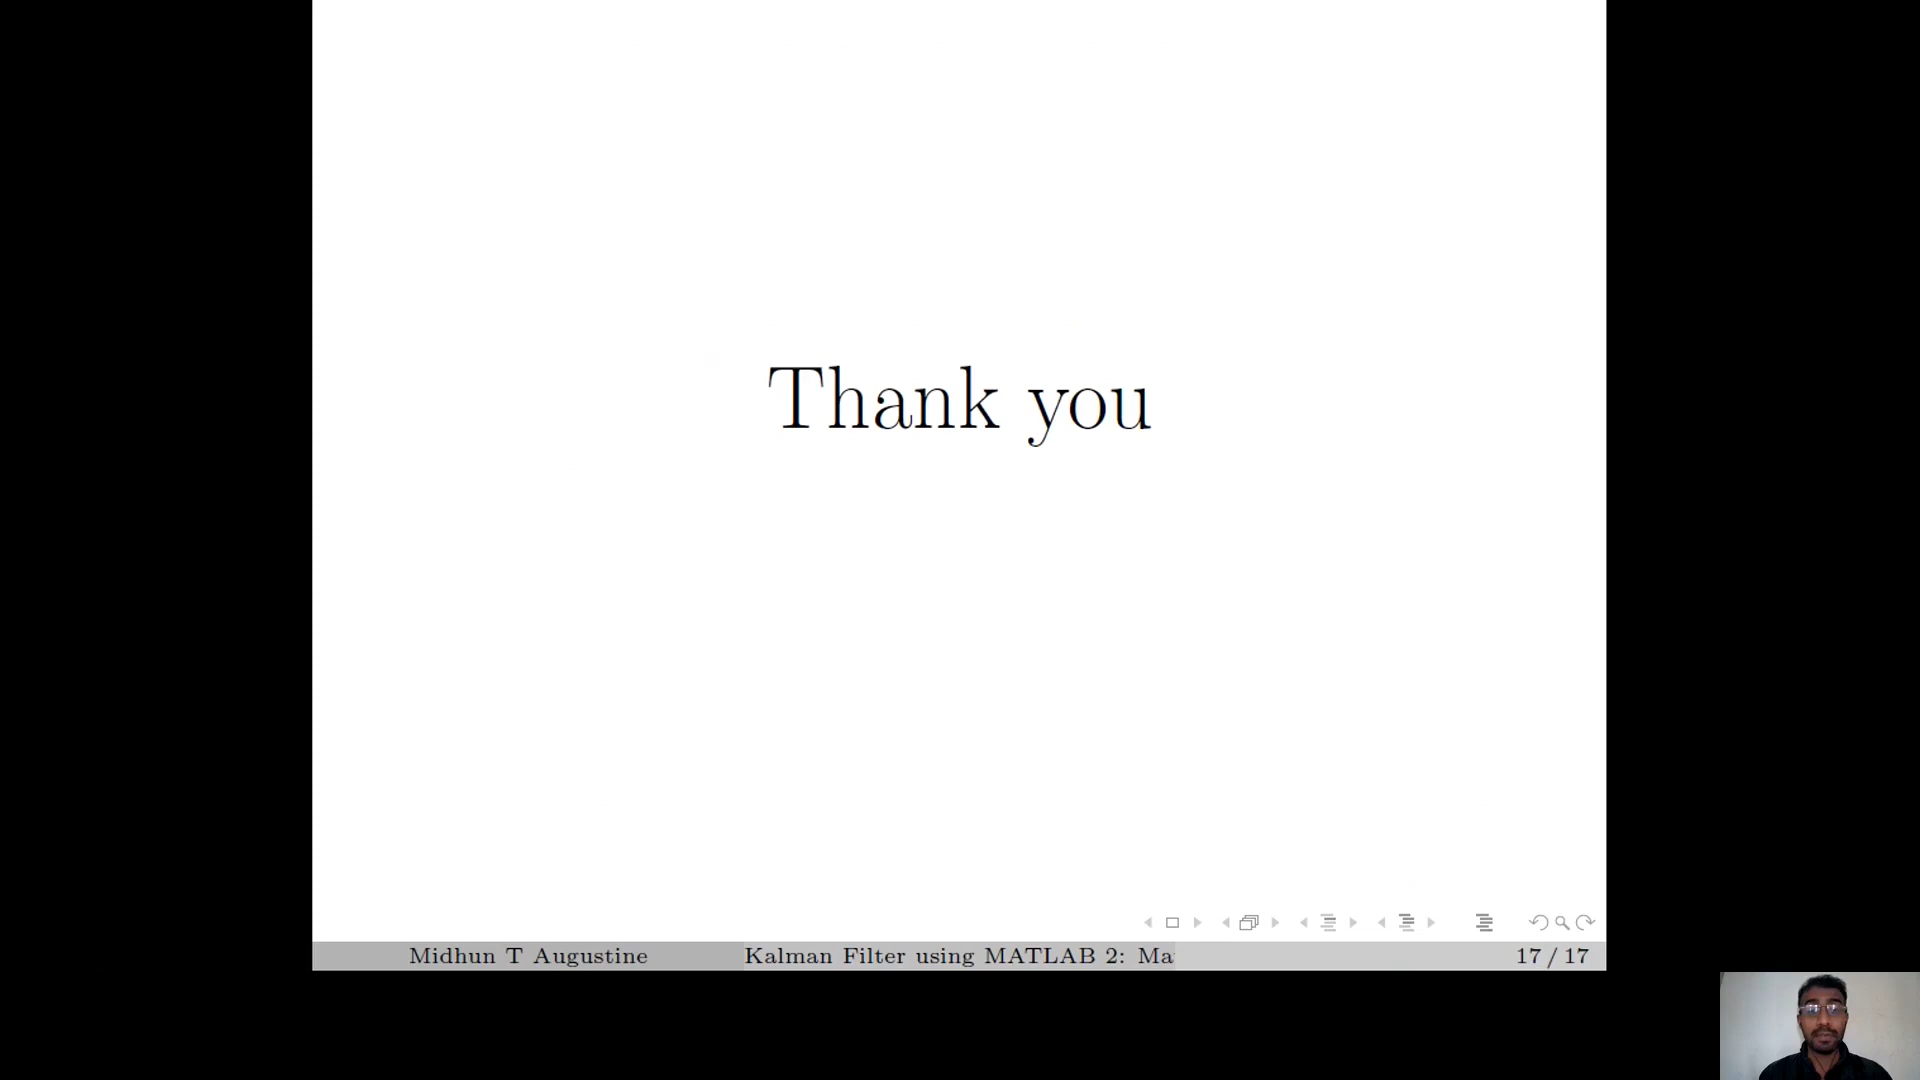 Thank you
Midhun T Augustine
Kalman Filter using MATLAB 2: Ma
17 / 17